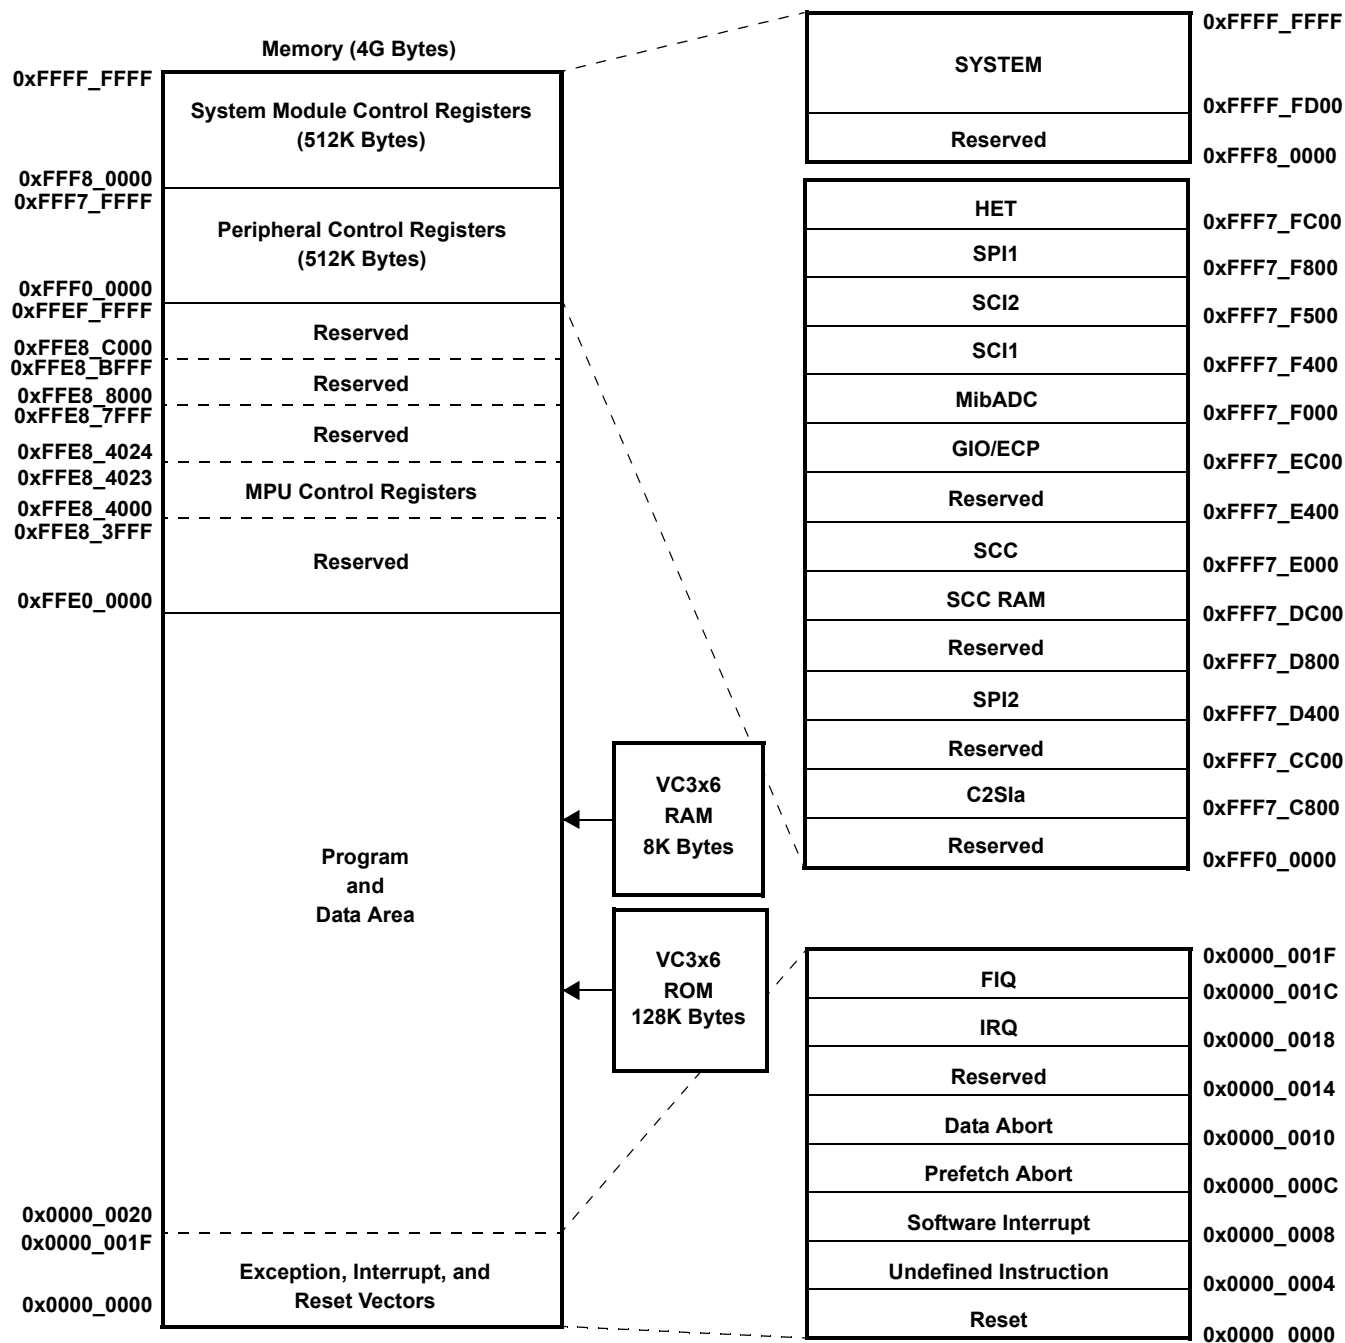 Memory (4G Bytes)
0xFFFF_FFFF
System Module Control Registers
(512K Bytes)
0xFFF8_0000
0xFFF7_FFFF
Peripheral Control Registers
(512K Bytes)
0xFFF0_0000
0xFFEF_FFFF
Reserved
0xFFE8_C000
0xFFE8_BFFF
Reserved
0xFFE8_8000
0xFFE8_7FFF
Reserved
0xFFE8_4024
0xFFE8_4023
MPU Control Registers
0xFFE8_4000
0xFFE8_3FFF
Reserved
0xFFE0_0000
Program
and
Data Area
0x0000_0020
0x0000_001F
Exception, Interrupt, and
Reset Vectors
0x0000_0000
VC3x6
RAM
8K Bytes
VC3x6
ROM
128K Bytes
0xFFFF_FFFF
SYSTEM
0xFFFF_FD00
Reserved
0xFFF8_0000
HET
0xFFF7_FC00
SPI1
0xFFF7_F800
SCI2
0xFFF7_F500
SCI1
0xFFF7_F400
MibADC
0xFFF7_F000
GIO/ECP
0xFFF7_EC00
Reserved
0xFFF7_E400
SCC
0xFFF7_E000
SCC RAM
0xFFF7_DC00
Reserved
0xFFF7_D800
SPI2
0xFFF7_D400
Reserved
0xFFF7_CC00
C2SIa
0xFFF7_C800
Reserved
0xFFF0_0000
0x0000_001F
FIQ
0x0000_001C
IRQ
0x0000_0018
Reserved
0x0000_0014
Data Abort
0x0000_0010
Prefetch Abort
0x0000_000C
Software Interrupt
0x0000_0008
Undefined Instruction
0x0000_0004
Reset
0x0000_0000